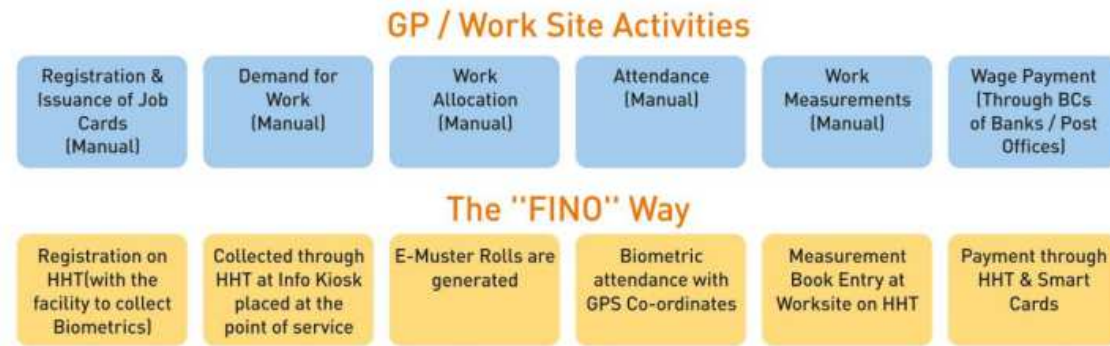 GP / Work Site Activities
Registration &
Issuance of Job
Cards
(Manual)
Demand for
Work
(Manual)
Work
Allocation
(Manual)
Attendance
(Manual)
Work
Measurements
(Manual)
Wage Payment
(Through BCs
of Banks / Post
Offices)
The "FINO" Way
Registration on
HHT(with the
facility to collect
Biometrics)
Collected through
HHT at Info Kiosk
placed at the
point of service
E-Muster Rolls are
generated
Biometric
attendance with
GPS Co-ordinates
Measurement
Book Entry at
Worksite on HHT
Payment through
HHT & Smart
Cards